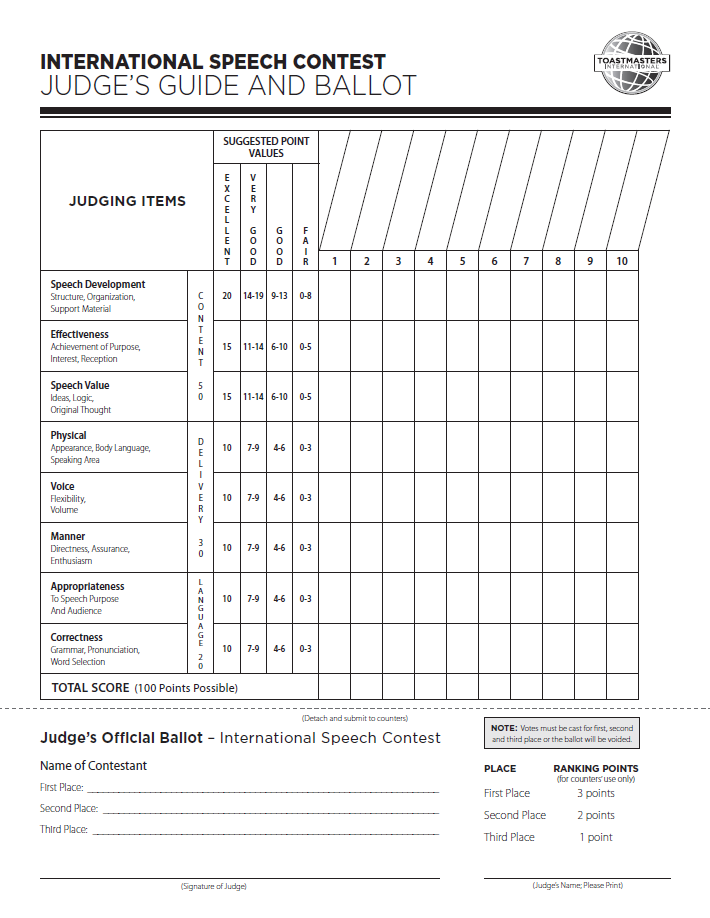 INTERNATIONAL SPEECH CONTEST
JUDGE'S GUIDE AND BALLOT
TOASTMASTERS
INTERNATIONAL
JUDGING ITEMS
SUGGESTED POINT
VALUES
EXCELLENT
VERY GOOD
GOOD
FAIR
1 2 3 4 5 6 7 8 9 10
CONTENT 50
Speech Development
Structure, Organization,
Support Material
20 14-19 9-13 0-8
Effectiveness
Achievement of Purpose,
Interest, Reception
15 11-14 6-10 0-5
Speech Value
Ideas, Logic,
Original Thought
15 11-14 6-10 0-5
DELIVERY 30
Physical
Appearance, Body Language,
Speaking Area
10 7-9 4-6 0-3
Voice
Flexibility,
Volume
10 7-9 4-6 0-3
Manner
Directness, Assurance,
Enthusiasm
10 7-9 4-6 0-3
LANGUAGE 20
Appropriateness
To Speech Purpose
And Audience
10 7-9 4-6 0-3
Correctness
Grammar, Pronunciation,
Word Selection
10 7-9 4-6 0-3
TOTAL SCORE (100 Points Possible)
(Detach and submit to counters)
Judge's Official Ballot – International Speech Contest
Name of Contestant
First Place:
Second Place:
Third Place:
(Signature of Judge)
NOTE: Votes must be cast for first, second
and third place or the ballot will be voided.
PLACE RANKING POINTS
(for counters' use only)
First Place 3 points
Second Place 2 points
Third Place 1 point
(Judge's Name; Please Print)